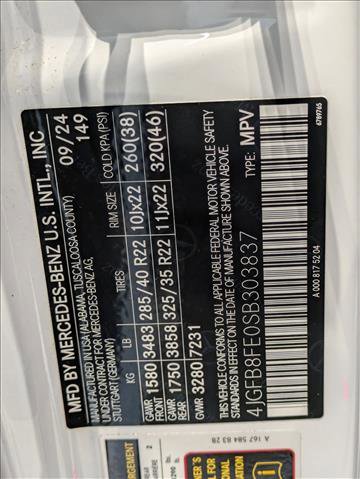 MFD BY MERCEDES-BENZ U.S. INTL., INC
MANUFACTURED IN USA (ALABAMA, TUSCALOOSA COUNTY)
UNDER CONTRACT FOR MERCEDES-BENZ AG,
STUTTGART (GERMANY)
09/24
149
KG LB TIRES RIM SIZE COLD KPA (PSI)
GAWR FRONT 1580 3483 285/40 R22 10Jx22 260(38)
GAWR REAR 1750 3858 325/35 R22 11Jx22 320(46)
GWR 3280 7231
THIS VEHICLE CONFORMS TO ALL APPLICABLE FEDERAL MOTOR VEHICLE SAFETY
STANDARDS IN EFFECT ON THE DATE OF MANUFACTURE SHOWN ABOVE.
4JGFB8FE0SB303837 TYPE: MPV
A 000 817 52 04
6789765
A 167 584 83 28